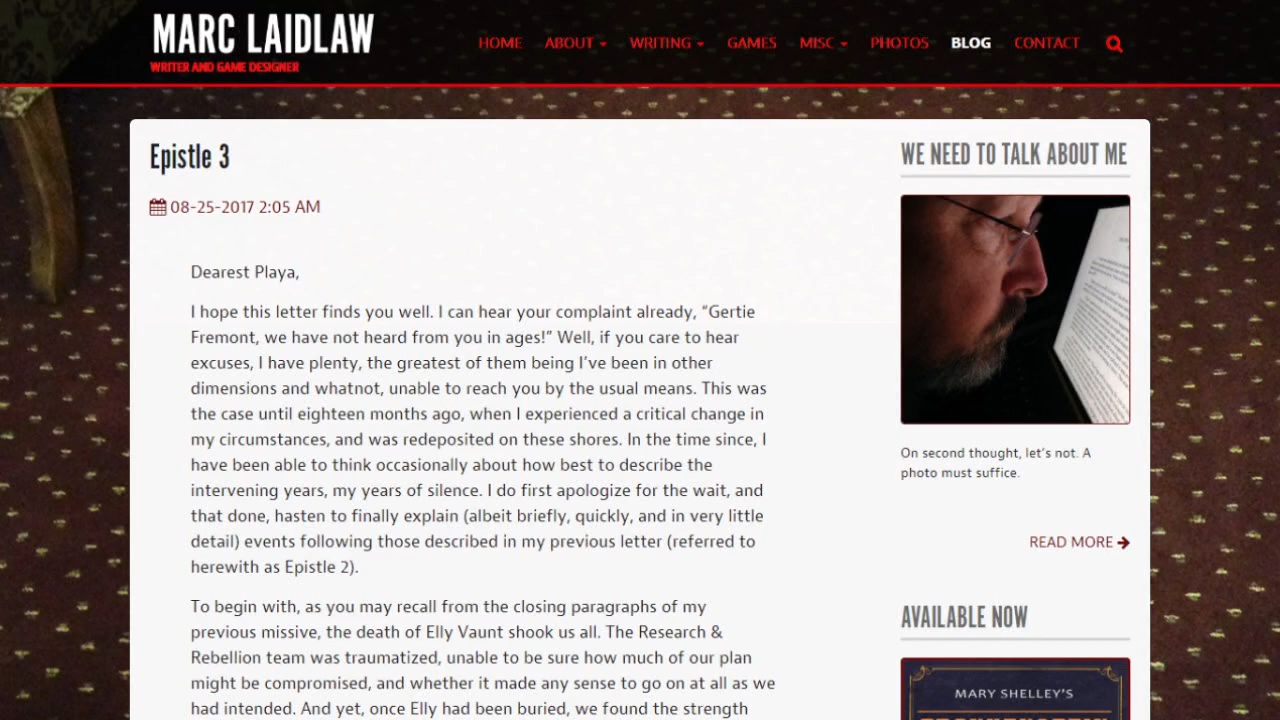 MARC LAIDLAW
WRITER AND GAME DESIGNER
HOME ABOUT WRITING GAMES MISC PHOTOS BLOG CONTACT
Epistle 3
08-25-2017 2:05 AM
Dearest Playa,
I hope this letter finds you well. I can hear your complaint already, “Gertie
Fremont, we have not heard from you in ages!” Well, if you care to hear
excuses, I have plenty, the greatest of them being I’ve been in other
dimensions and whatnot, unable to reach you by the usual means. This was
the case until eighteen months ago, when I experienced a critical change in
my circumstances, and was redeposited on these shores. In the time since, I
have been able to think occasionally about how best to describe the
intervening years, my years of silence. I do first apologize for the wait, and
that done, hasten to finally explain (albeit briefly, quickly, and in very little
detail) events following those described in my previous letter (referred to
herewith as Epistle 2).
To begin with, as you may recall from the closing paragraphs of my
previous missive, the death of Elly Vaunt shook us all. The Research &
Rebellion team was traumatized, unable to be sure how much of our plan
might be compromised, and whether it made any sense to go on at all as we
had intended. And yet, once Elly had been buried, we found the strength
WE NEED TO TALK ABOUT ME
On second thought, let’s not. A
photo must suffice.
READ MORE
AVAILABLE NOW
MARY SHELLEY’S